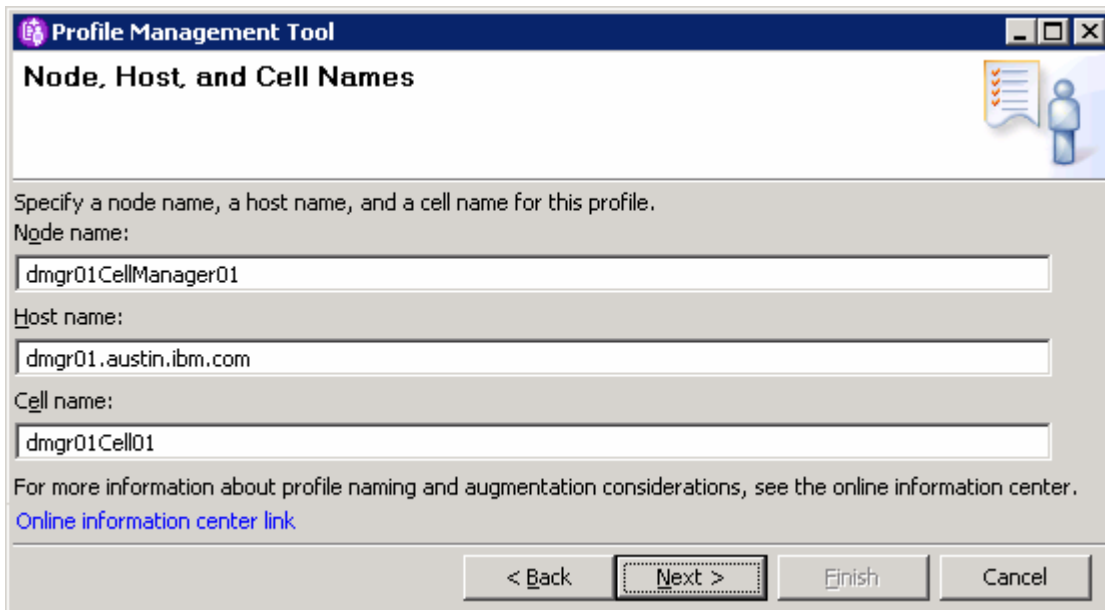 Profile Management Tool
Node, Host, and Cell Names
Specify a node name, a host name, and a cell name for this profile.
Node name:
dmgr01CellManager01
Host name:
dmgr01.austin.ibm.com
Cell name:
dmgr01Cell01
For more information about profile naming and augmentation considerations, see the online information center.
Online information center link
< Back Next > Finish Cancel